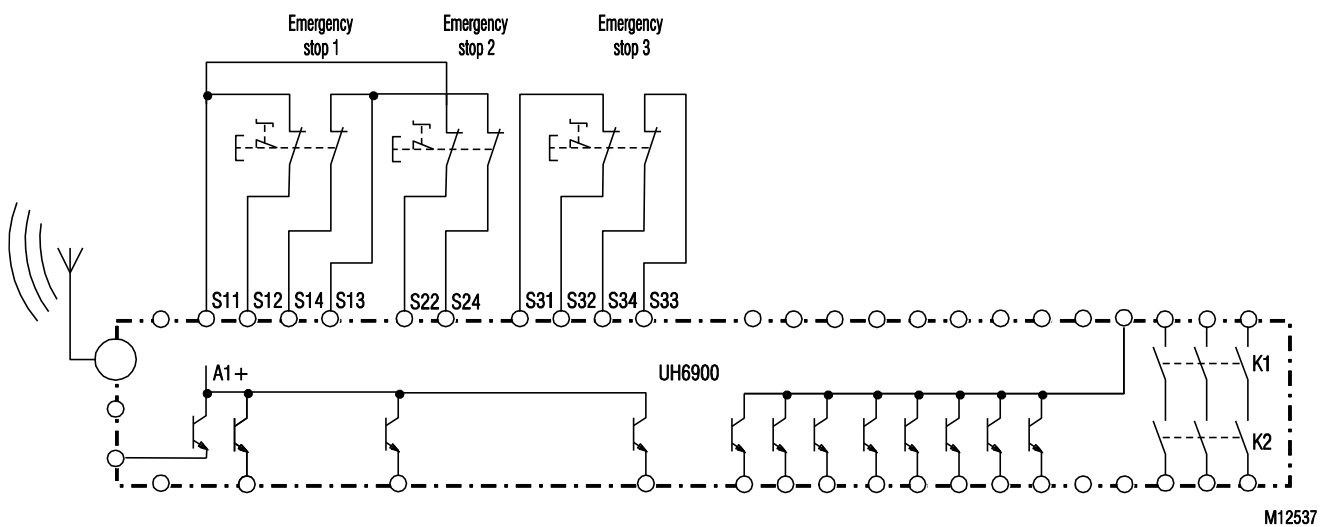 Emergency
stop 1
Emergency
stop 2
Emergency
stop 3
S11 S12 S14 S13 S22 S24 S31 S32 S34 S33
A1+
UH6900
K1
K2
M12537